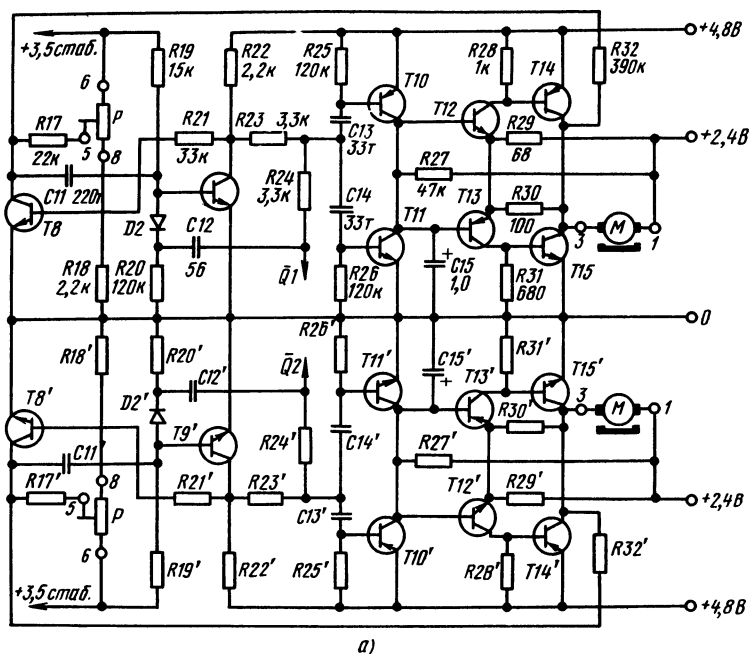 +3,5 стаб.
R19
15к
R22
2,2к
R25
120к
T10
R28
1к
T14
R32
390к
+4,8В
6
P
R17
22к
5
8
R21
33к
R23
3,3к
C13
33т
T12
R29
68
+2,4В
C11
220п
R24
3,3к
R27
47к
T8
D2
C12
56
C14
33т
T11
T13
R30
100
3
M
1
R18
2,2к
R20
120к
Q̄1
R26
120к
+
C15
1,0
R31
680
T15
0
R18'
R20'
R26'
R31'
T8'
D2'
C12'
Q̄2
T11'
C15'
+
T13'
T15'
3
M
1
C11'
T9'
R24'
C14'
R30'
R17'
5
8
P
R21'
R23'
R27'
T12'
R29'
+2,4В
6
C13'
R19'
R22'
R25'
T10'
R28'
T14'
R32'
+3,5 стаб.
+4,8В
а)